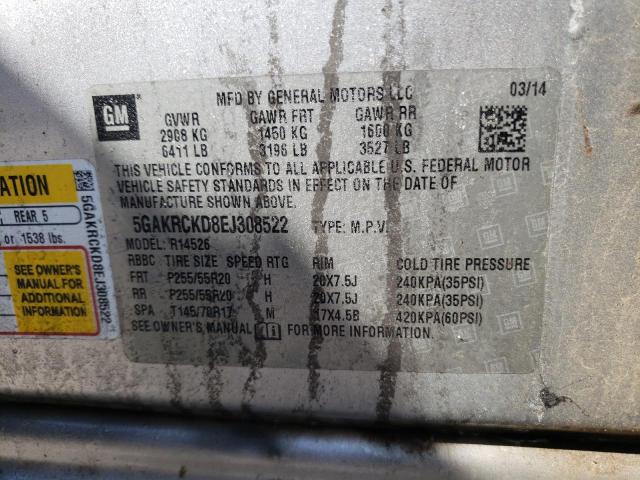 GM
MFD BY GENERAL MOTORS LLC
03/14
GVWR GAWR FRT GAWR RR
2908 KG 1450 KG 1600 KG
6411 LB 3196 LB 3527 LB
THIS VEHICLE CONFORMS TO ALL APPLICABLE U.S. FEDERAL MOTOR
VEHICLE SAFETY STANDARDS IN EFFECT ON THE DATE OF
MANUFACTURE SHOWN ABOVE.
5GAKRCKD8EJ308522 TYPE: M.P.V.
MODEL: R14526
RBBC TIRE SIZE SPEED RTG RIM COLD TIRE PRESSURE
FRT P255/55R20 H 20X7.5J 240KPA(35PSI)
RR P255/55R20 H 20X7.5J 240KPA(35PSI)
SPA T145/70R17 M 17X4.5B 420KPA(60PSI)
SEE OWNER'S MANUAL i FOR MORE INFORMATION.
REAR 5
or 1538 lbs.
SEE OWNER'S
MANUAL FOR
ADDITIONAL
INFORMATION
5GAKRCKD8EJ308522